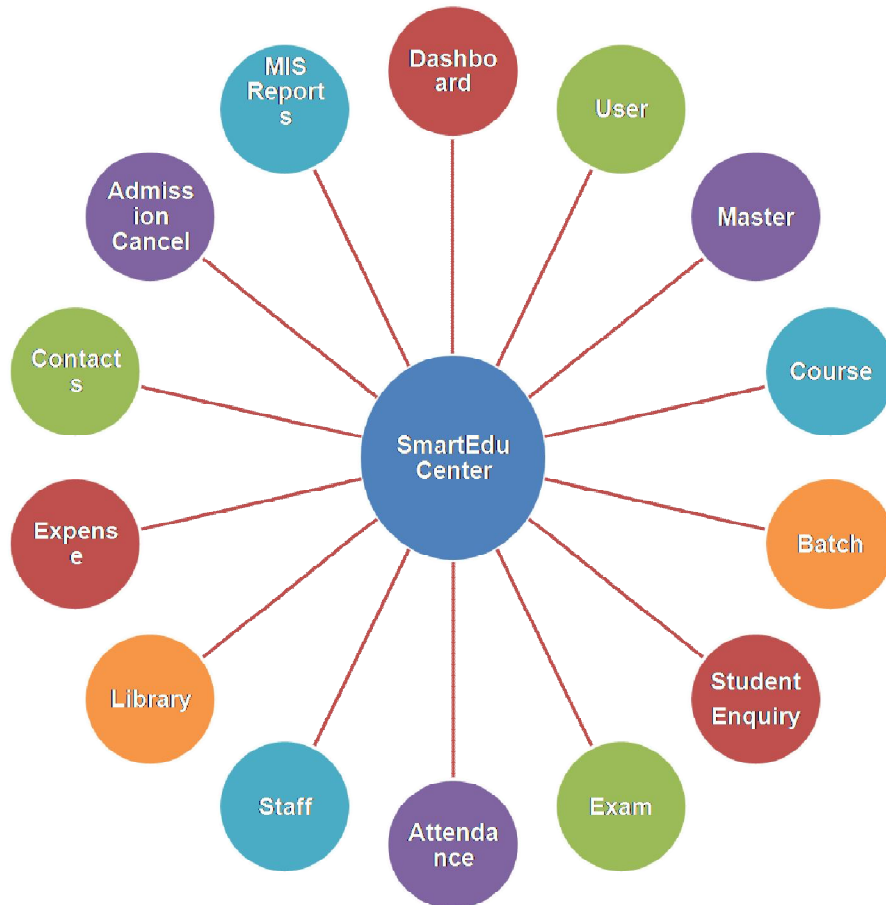 Dashbo
ard
User
Master
Course
Batch
Student
Enquiry
Exam
Attenda
nce
Staff
Library
Expens
e
Contact
s
Admiss
ion
Cancel
MIS
Report
s
SmartEdu
Center